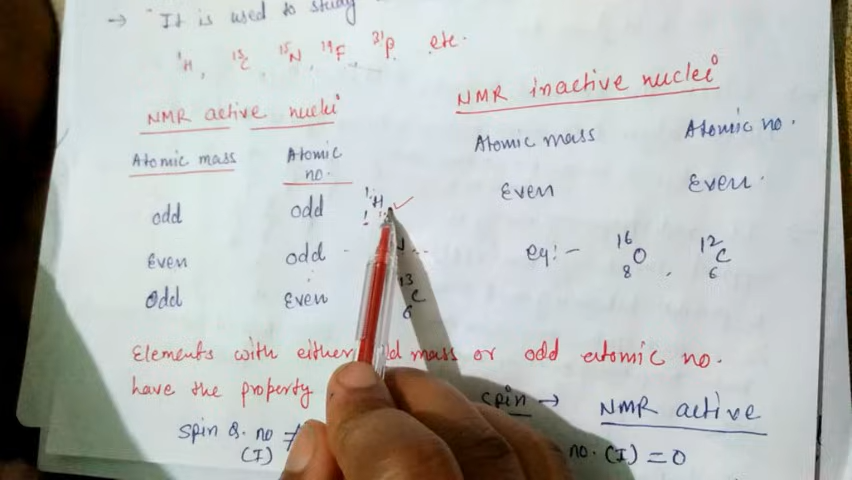 → "It is used to study
¹H, ¹³C, ¹⁵N, ¹⁹F, ³¹P etc.
NMR active nuclei
Atomic mass Atomic no.
odd odd ¹₁H ✓
Even odd
Odd Even ¹³₆C
NMR inactive nuclei
Atomic mass Atomic no.
Even Even.
eg:- ¹⁶₈O, ¹²₆C
Elements with either mass or odd atomic no.
have the property spin → NMR active
spin Q. no ≠
(I) no. (I) = 0